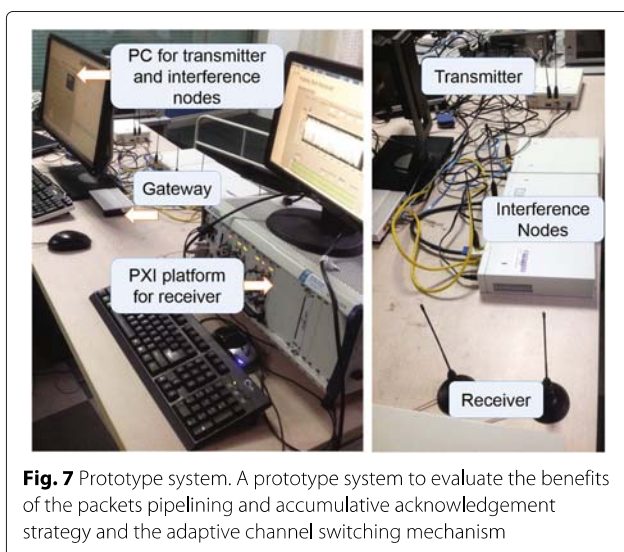 PC for transmitter
and interference
nodes
Gateway
PXI platform
for receiver
Transmitter
Interference
Nodes
Receiver
Fig. 7 Prototype system. A prototype system to evaluate the benefits
of the packets pipelining and accumulative acknowledgement
strategy and the adaptive channel switching mechanism